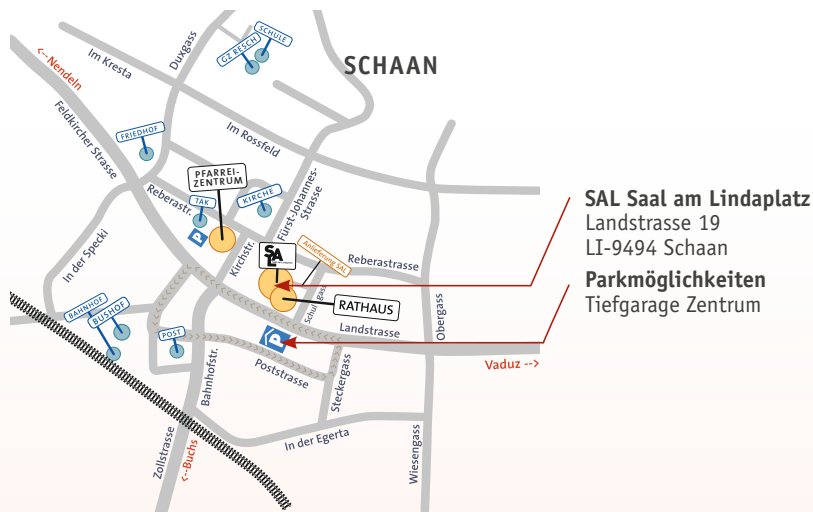 SCHULE
GZ RESCH
SCHAAN
Duxgass
<--Nendeln
Im Kresta
Feldkircher Strasse
FRIEDHOF
Im Rossfeld
PFARREI-
ZENTRUM
Reberastr.
TAK
KIRCHE
Fürst-Johannes-
Strasse
P
Kirchstr.
SAL
Anlieferung SAL
Reberastrasse
In der Specki
RATHAUS
Schulgass
Landstrasse
Obergass
BAHNHOF
BUSHOF
POST
P
Vaduz -->
Poststrasse
Bahnhofstr.
Steckergass
In der Egerta
Zollstrasse
<--Buchs
Wiesengass
SAL Saal am Lindaplatz
Landstrasse 19
LI-9494 Schaan
Parkmöglichkeiten
Tiefgarage Zentrum